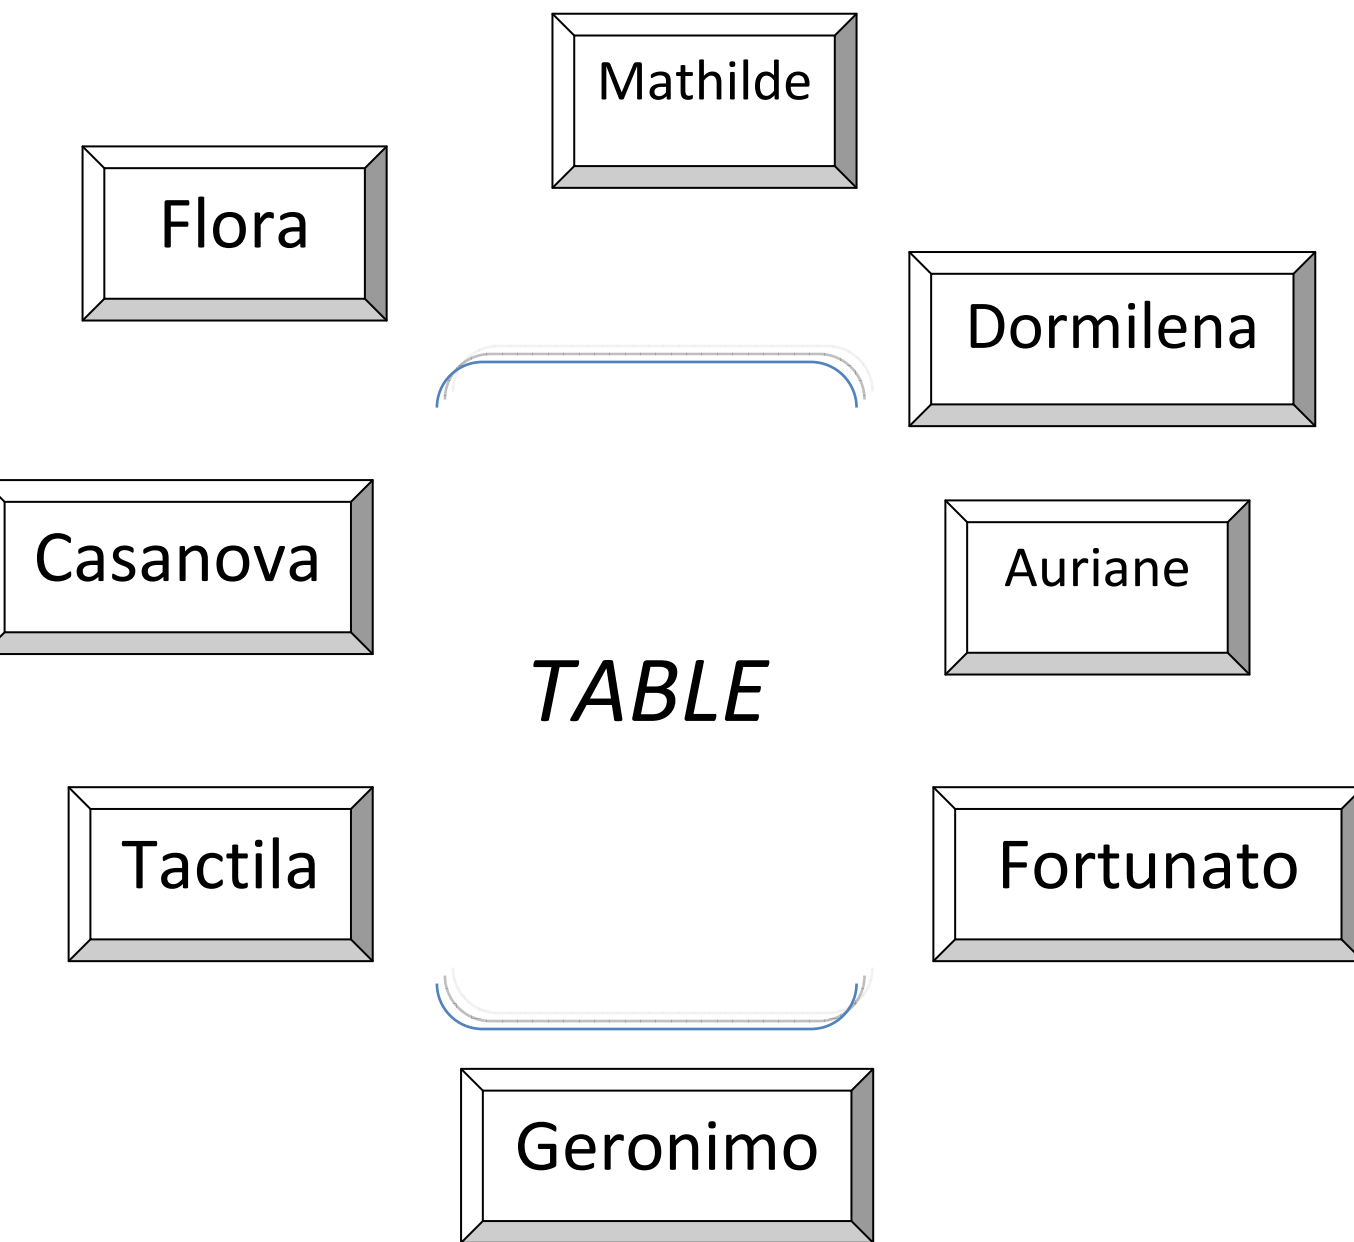 Mathilde
Flora
Dormilena
Casanova
Auriane
TABLE
Tactila
Fortunato
Geronimo